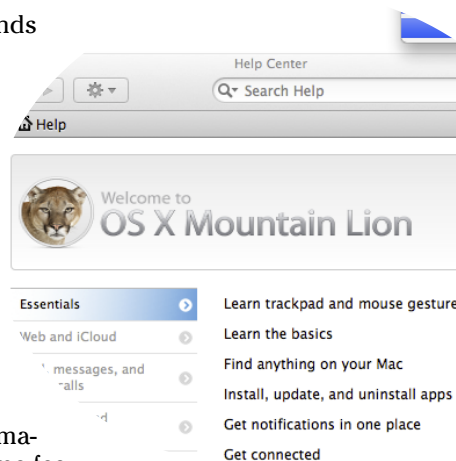 nds
Help Center
Search Help
Help
Welcome to
OS X Mountain Lion
Essentials
Web and iCloud
messages, and
calls
Learn trackpad and mouse gesture
Learn the basics
Find anything on your Mac
Install, update, and uninstall apps
Get notifications in one place
Get connected
ma-